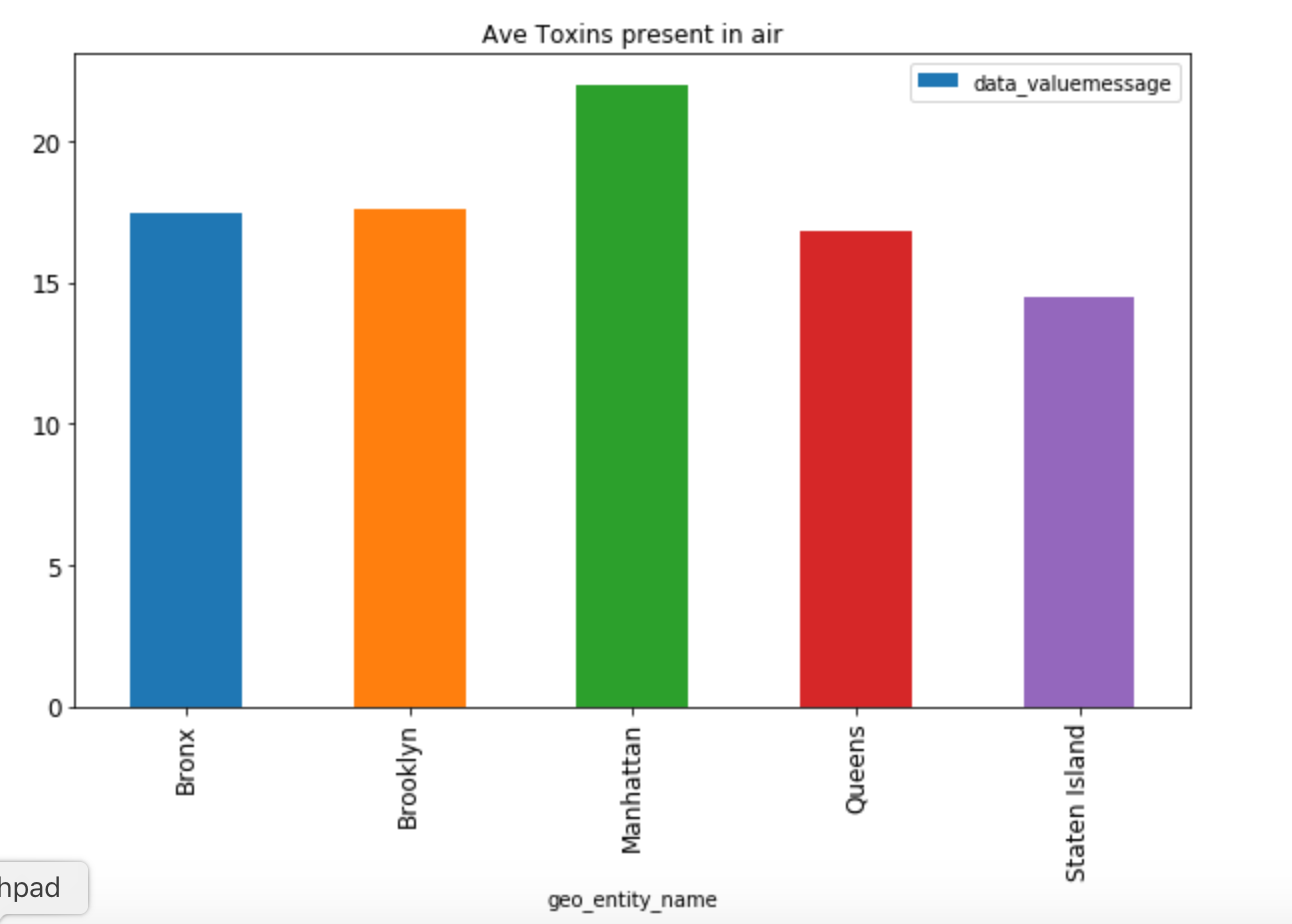 Ave Toxins present in air
data_valuemessage
20
15
10
5
0
Bronx
Brooklyn
Manhattan
Queens
Staten Island
geo_entity_name
hpad